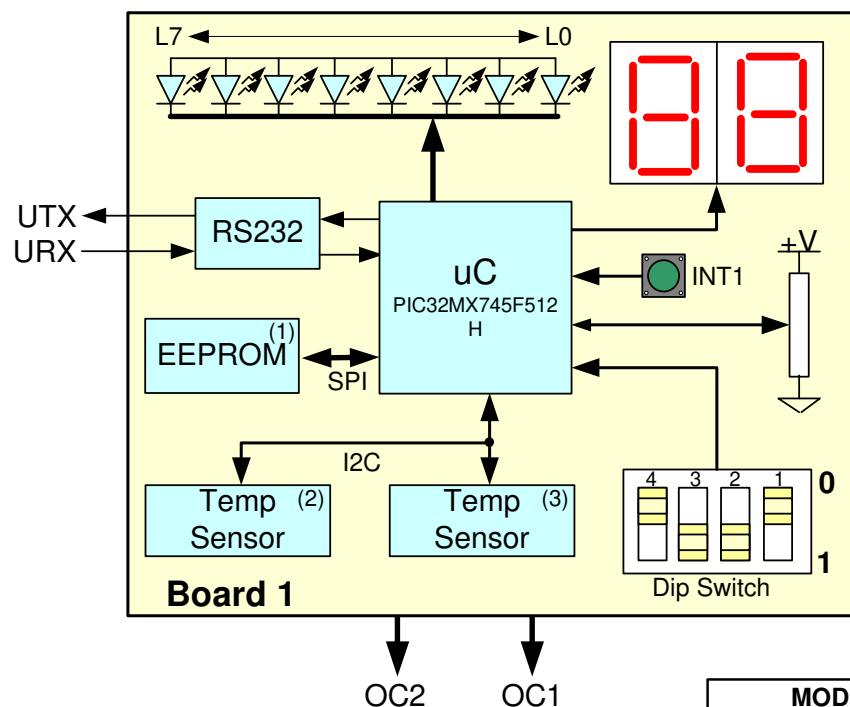 L7 L0
UTX
URX
RS232
uC
PIC32MX745F512
H
+V
INT1
EEPROM (1)
SPI
I2C
Temp (2)
Sensor
Temp (3)
Sensor
4 3 2 1
0
1
Dip Switch
Board 1
OC2 OC1
MOD